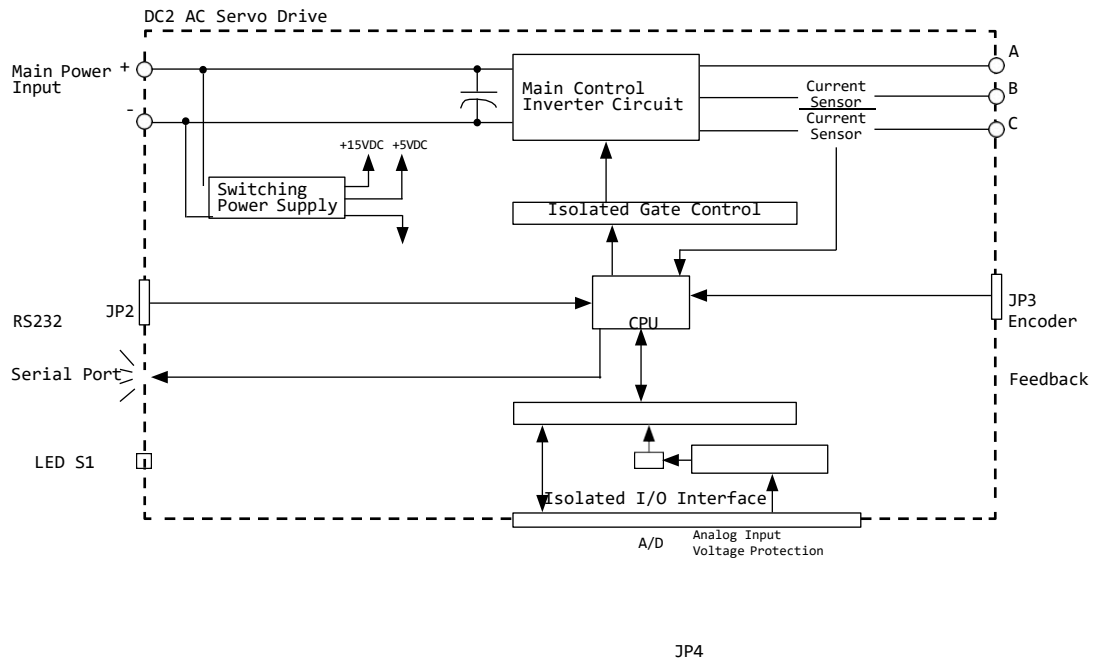 DC2 AC Servo Drive
Main Power
Input
+
-
A
B
C
Main Control
Inverter Circuit
Current
Sensor
Current
Sensor
+15VDC
+5VDC
Switching
Power Supply
Isolated Gate Control
CPU
JP2
RS232
Serial Port
JP3
Encoder
Feedback
LED S1
Isolated I/O Interface
A/D
Analog Input
Voltage Protection
JP4